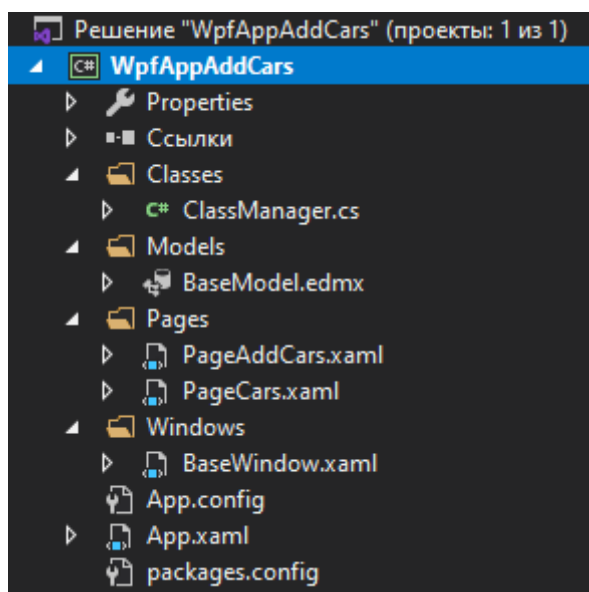 Решение "WpfAppAddCars" (проекты: 1 из 1)
C# WpfAppAddCars
Properties
Ссылки
Classes
C# ClassManager.cs
Models
BaseModel.edmx
Pages
PageAddCars.xaml
PageCars.xaml
Windows
BaseWindow.xaml
App.config
App.xaml
packages.config